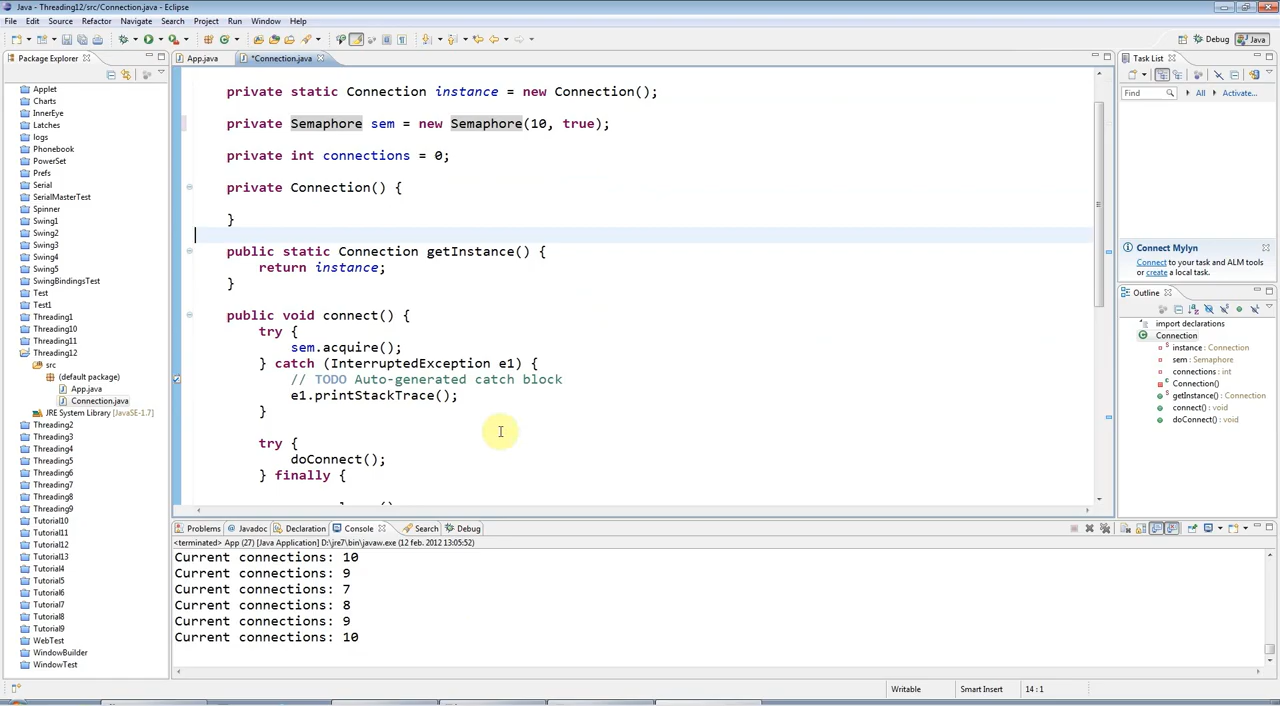 Java - Threading12/src/Connection.java - Eclipse
File Edit Source Refactor Navigate Search Project Run Window Help
Debug Java
Package Explorer
Applet
Charts
InnerEye
Latches
logs
Phonebook
PowerSet
Prefs
Serial
SerialMasterTest
Spinner
Swing1
Swing2
Swing3
Swing4
Swing5
SwingBindingsTest
Test
Test1
Threading1
Threading10
Threading11
Threading12
src
(default package)
App.java
Connection.java
JRE System Library [JavaSE-1.7]
Threading2
Threading3
Threading4
Threading5
Threading6
Threading7
Threading8
Threading9
Tutorial10
Tutorial11
Tutorial12
Tutorial13
Tutorial4
Tutorial5
Tutorial6
Tutorial7
Tutorial8
Tutorial9
WebTest
WindowBuilder
WindowTest
App.java *Connection.java
private static Connection instance = new Connection();
private Semaphore sem = new Semaphore(10, true);
private int connections = 0;
private Connection() {
}
public static Connection getInstance() {
return instance;
}
public void connect() {
try {
sem.acquire();
} catch (InterruptedException e1) {
// TODO Auto-generated catch block
e1.printStackTrace();
}
try {
doConnect();
} finally {
Problems Javadoc Declaration Console Search Debug
<terminated> App (27) [Java Application] D:\jre7\bin\javaw.exe (12 feb. 2012 13:05:52)
Current connections: 10
Current connections: 9
Current connections: 7
Current connections: 8
Current connections: 9
Current connections: 10
Task List
Find All Activate...
Connect Mylyn
Connect to your task and ALM tools
or create a local task.
Outline
import declarations
Connection
instance : Connection
sem : Semaphore
connections : int
Connection()
getInstance() : Connection
connect() : void
doConnect() : void
Writable Smart Insert 14 : 1